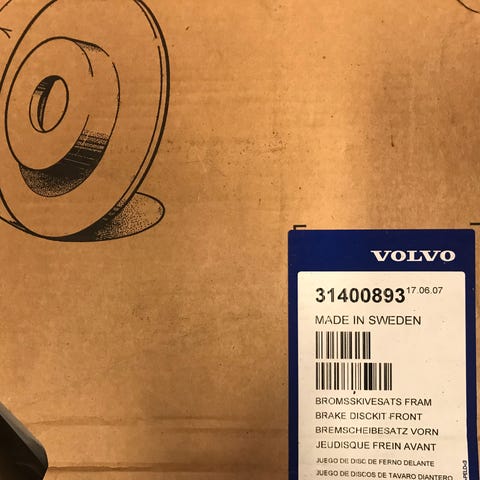 VOLVO
31400893 17.06.07
MADE IN SWEDEN
BROMSSKIVESATS FRAM
BRAKE DISCKIT FRONT
BREMSCHEIBESATZ VORN
JEUDISQUE FREIN AVANT
JUEGO DE DISC DE FERNO DELANTE
JUEGO DE DISCOS DE TAVARO DIANTERO